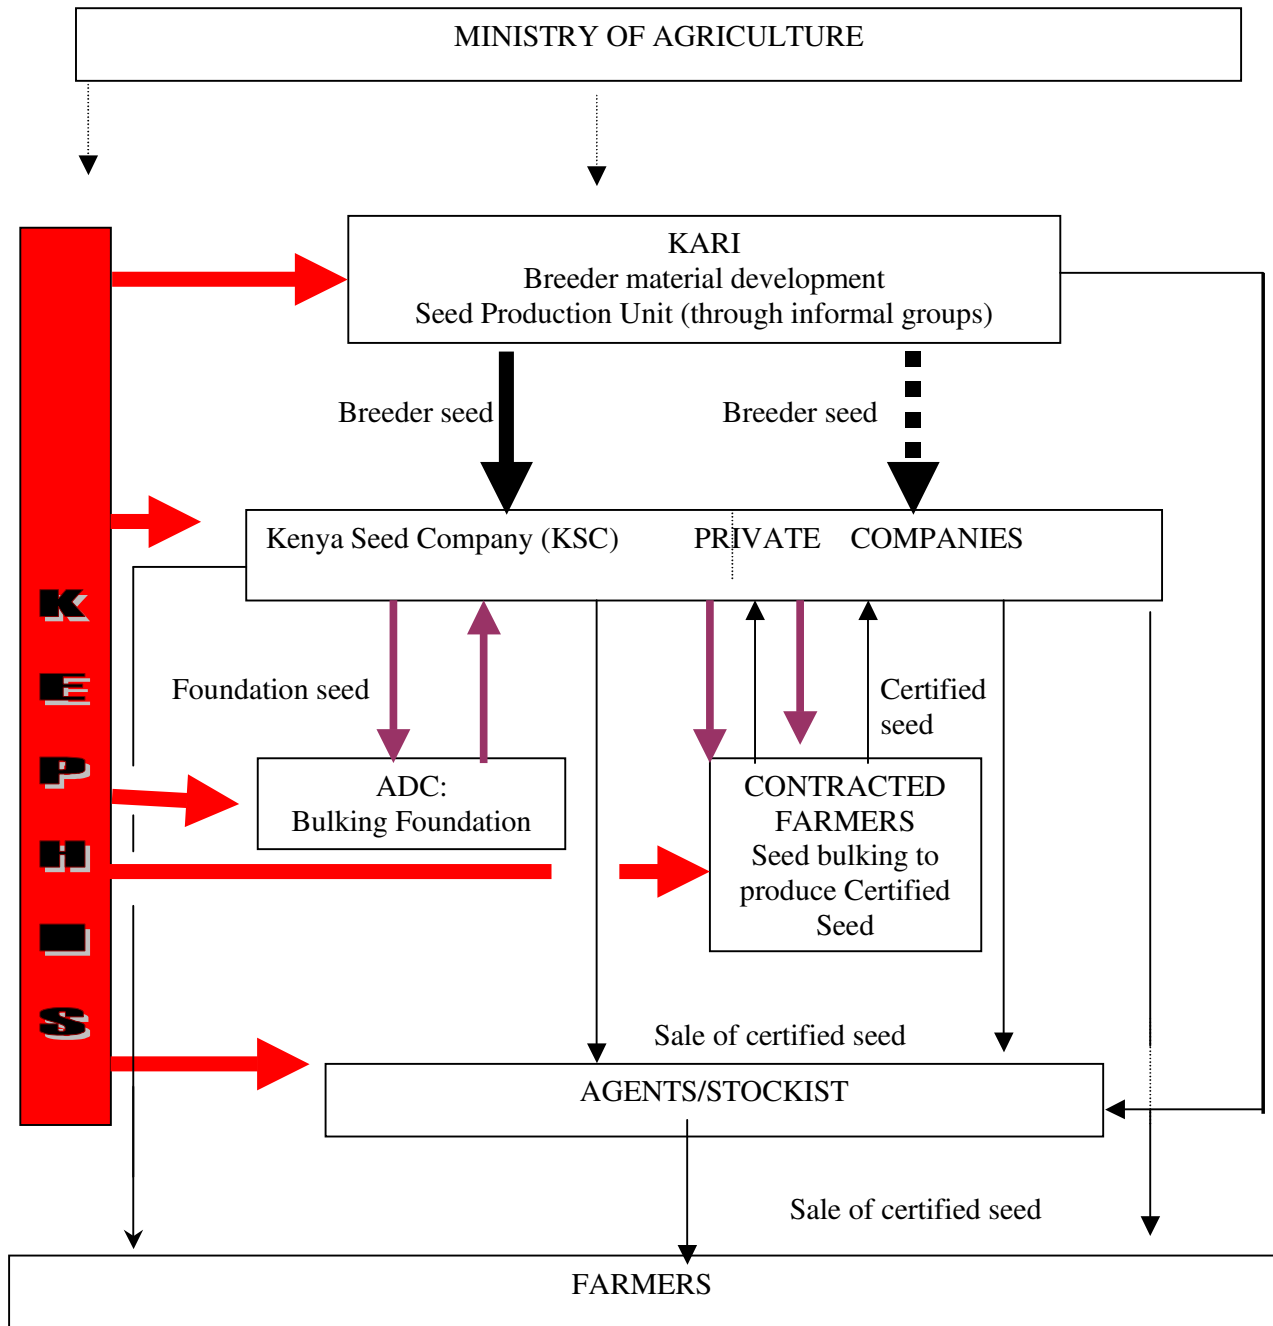 MINISTRY OF AGRICULTURE
KARI
Breeder material development
Seed Production Unit (through informal groups)
Breeder seed
Breeder seed
Kenya Seed Company (KSC)
PRIVATE COMPANIES
K
E
P
H
I
S
Foundation seed
Certified
seed
ADC:
Bulking Foundation
CONTRACTED
FARMERS
Seed bulking to
produce Certified
Seed
Sale of certified seed
AGENTS/STOCKIST
Sale of certified seed
FARMERS